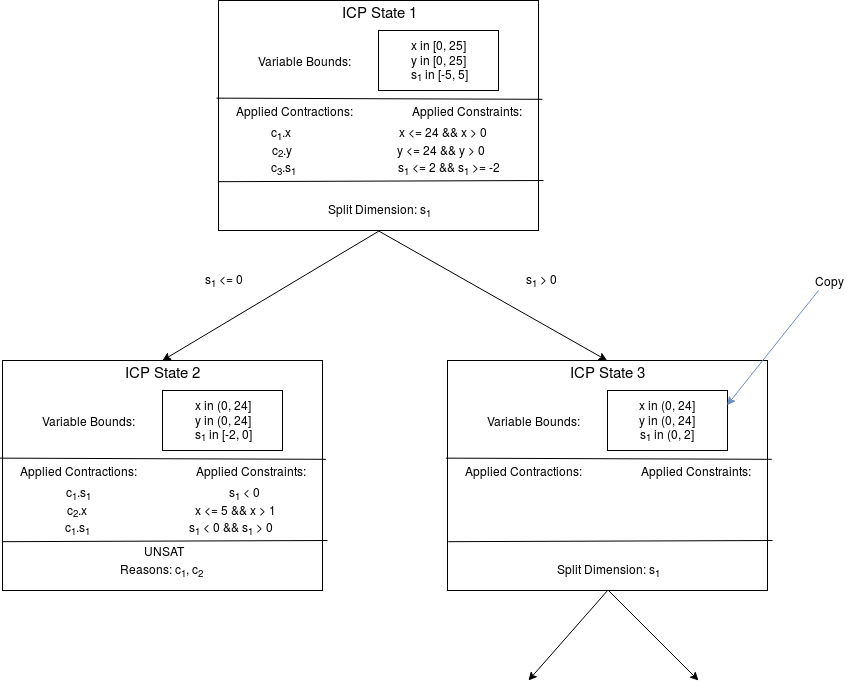 ICP State 1
Variable Bounds:
x in [0, 25]
y in [0, 25]
s₁ in [-5, 5]
Applied Contractions: Applied Constraints:
c₁.x x <= 24 && x > 0
c₂.y y <= 24 && y > 0
c₃.s₁ s₁ <= 2 && s₁ >= -2
Split Dimension: s₁
s₁ <= 0
s₁ > 0
Copy
ICP State 2
Variable Bounds:
x in (0, 24]
y in (0, 24]
s₁ in [-2, 0]
Applied Contractions: Applied Constraints:
c₁.s₁ s₁ < 0
c₂.x x <= 5 && x > 1
c₁.s₁ s₁ < 0 && s₁ > 0
UNSAT
Reasons: c₁, c₂
ICP State 3
Variable Bounds:
x in (0, 24]
y in (0, 24]
s₁ in (0, 2]
Applied Contractions: Applied Constraints:
Split Dimension: s₁